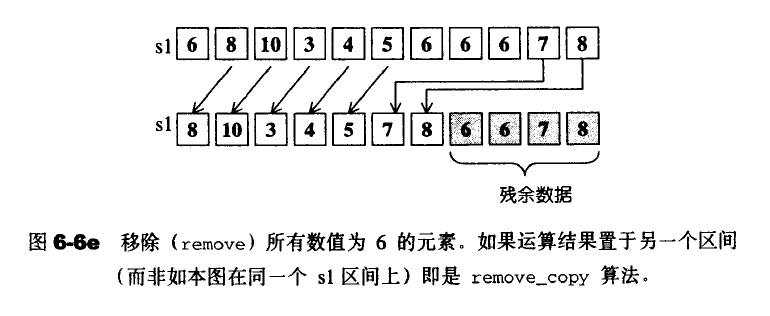 s1 6 8 10 3 4 5 6 6 6 7 8
s1 8 10 3 4 5 7 8 6 6 7 8
残余数据
图 6-6e 移除（remove）所有数值为 6 的元素。如果运算结果置于另一个区间
（而非如本图在同一个 s1 区间上）即是 remove_copy 算法。